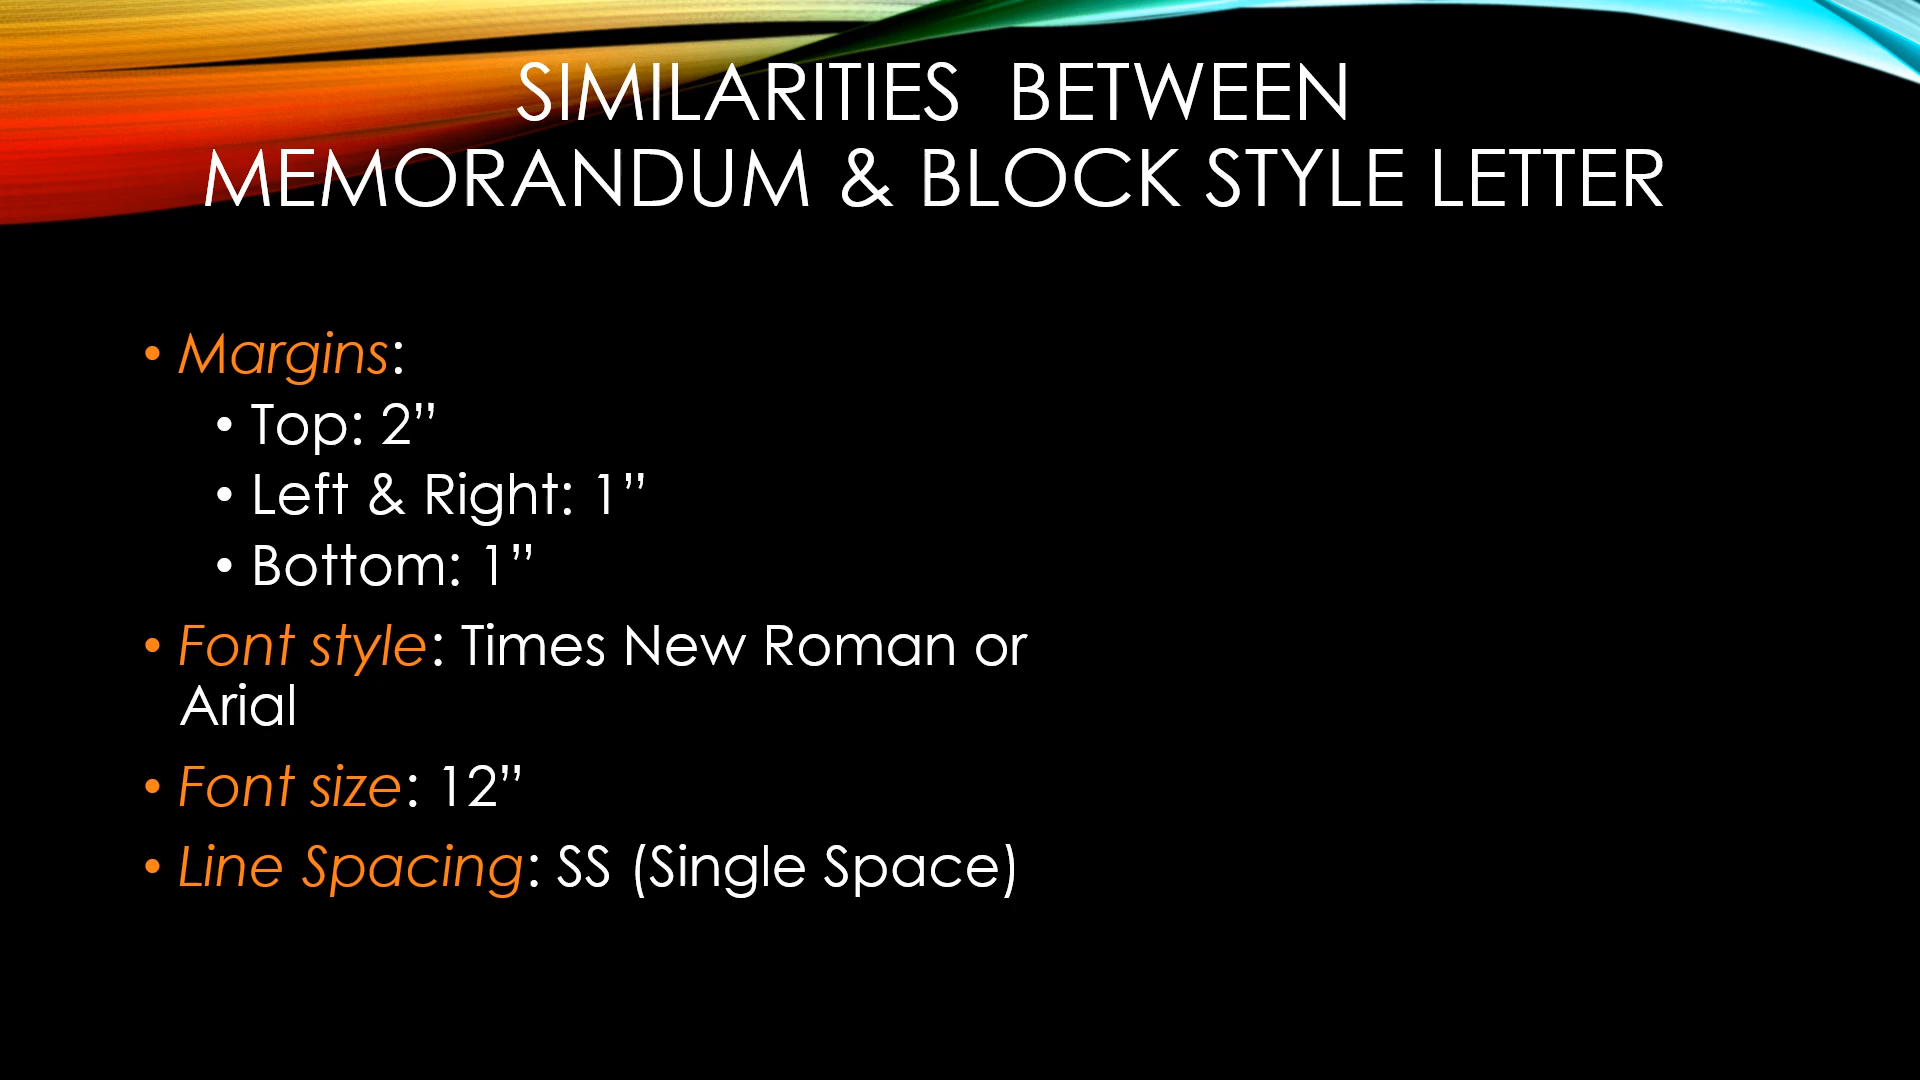 SIMILARITIES BETWEEN
MEMORANDUM & BLOCK STYLE LETTER
• Margins:
• Top: 2”
• Left & Right: 1”
• Bottom: 1”
• Font style: Times New Roman or
Arial
• Font size: 12”
• Line Spacing: SS (Single Space)